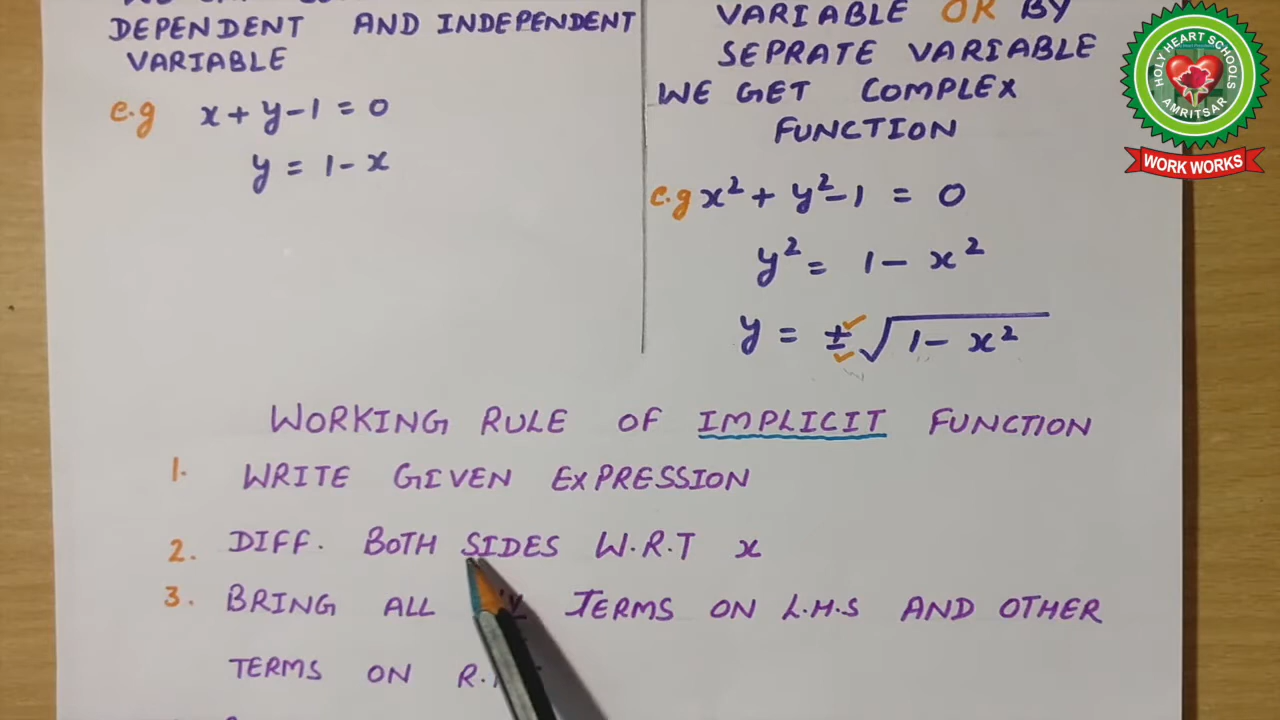 DEPENDENT AND INDEPENDENT
VARIABLE
e.g x + y - 1 = 0
y = 1 - x
VARIABLE OR BY
SEPRATE VARIABLE
WE GET COMPLEX
FUNCTION
e.g x² + y² - 1 = 0
y² = 1 - x²
y = ± √1 - x²
WORKING RULE OF IMPLICIT FUNCTION
1. WRITE GIVEN EXPRESSION
2. DIFF. BOTH SIDES W.R.T x
3. BRING ALL TERMS ON L.H.S AND OTHER
TERMS ON R.
HOLY HEART SCHOOLS
AMRITSAR
WORK WORKS